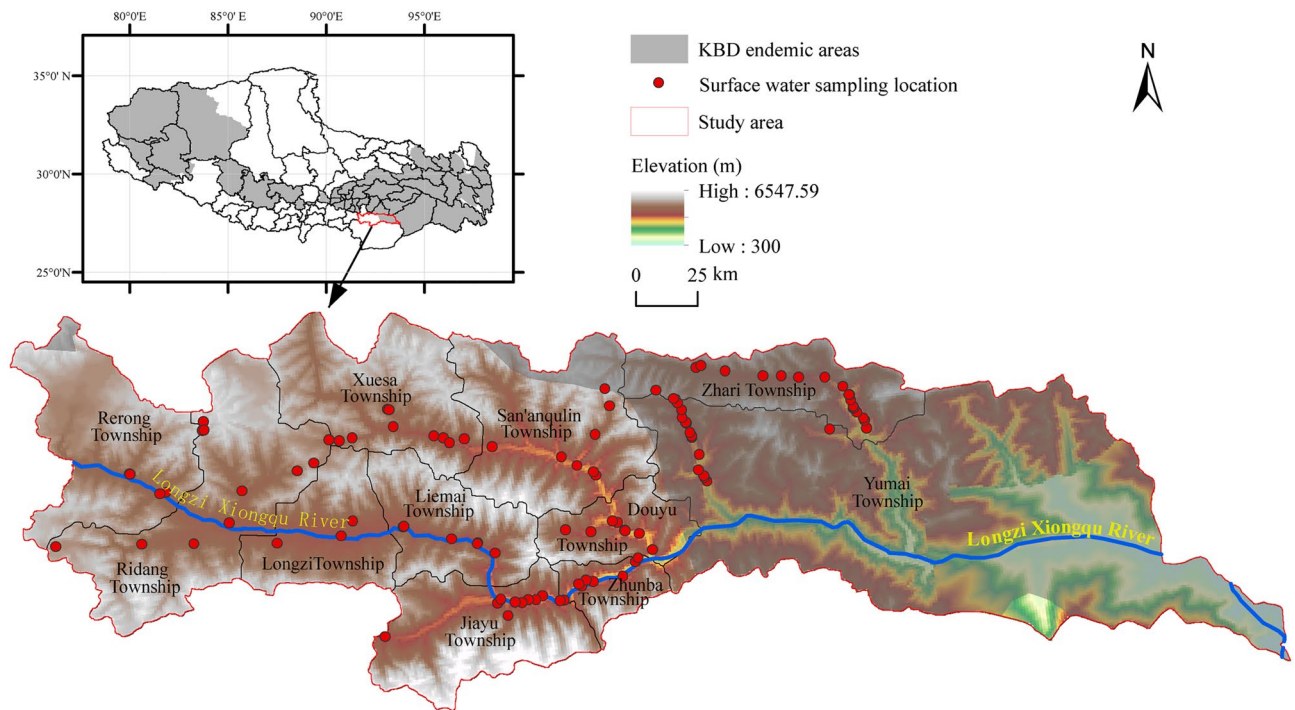 80°0'E
85°0'E
90°0'E
95°0'E
35°0' N
30°0'N
25°0'N
KBD endemic areas
Surface water sampling location
Study area
Elevation (m)
High : 6547.59
Low : 300
0 25 km
N
Xuesa
Township
Rerong
Township
San'anqulin
Township
Zhari Township
Longzi Xiongqu River
Liemai
Township
Douyu
Township
Yumai
Township
Longzi Xiongqu River
Ridang
Township
LongziTownship
Zhunba
Township
Jiayu
Township